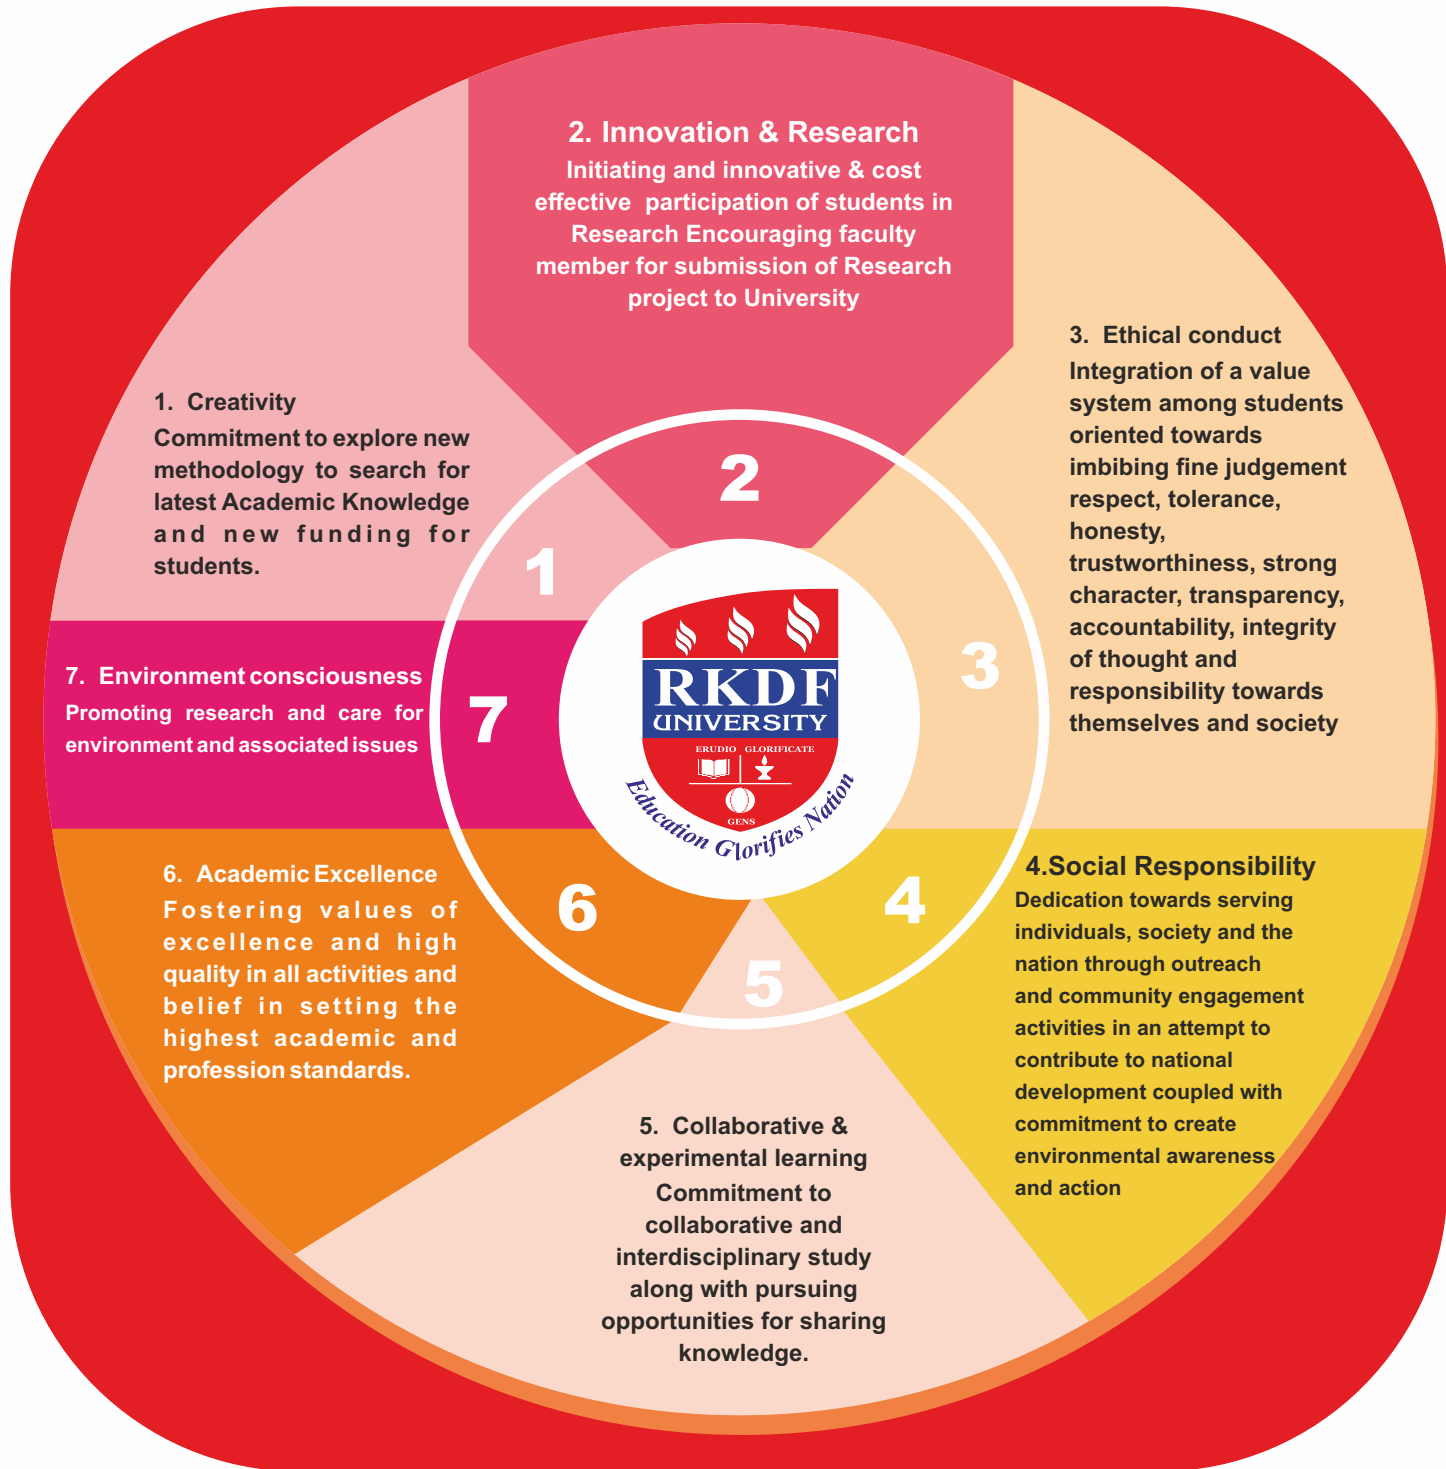 2. Innovation & Research
Initiating and innovative & cost
effective participation of students in
Research Encouraging faculty
member for submission of Research
project to University
3. Ethical conduct
Integration of a value
system among students
oriented towards
imbibing fine judgement
respect, tolerance,
honesty,
trustworthiness, strong
character, transparency,
accountability, integrity
of thought and
responsibility towards
themselves and society
1. Creativity
Commitment to explore new
methodology to search for
latest Academic Knowledge
and new funding for
students.
7. Environment consciousness
Promoting research and care for
environment and associated issues
2
1
3
7
6
4
5
RKDF
UNIVERSITY
ERUDIO GLORIFICATE
GENS
Education Glorifies Nation
6. Academic Excellence
Fostering values of
excellence and high
quality in all activities and
belief in setting the
highest academic and
profession standards.
4.Social Responsibility
Dedication towards serving
individuals, society and the
nation through outreach
and community engagement
activities in an attempt to
contribute to national
development coupled with
commitment to create
environmental awareness
and action
5. Collaborative &
experimental learning
Commitment to
collaborative and
interdisciplinary study
along with pursuing
opportunities for sharing
knowledge.